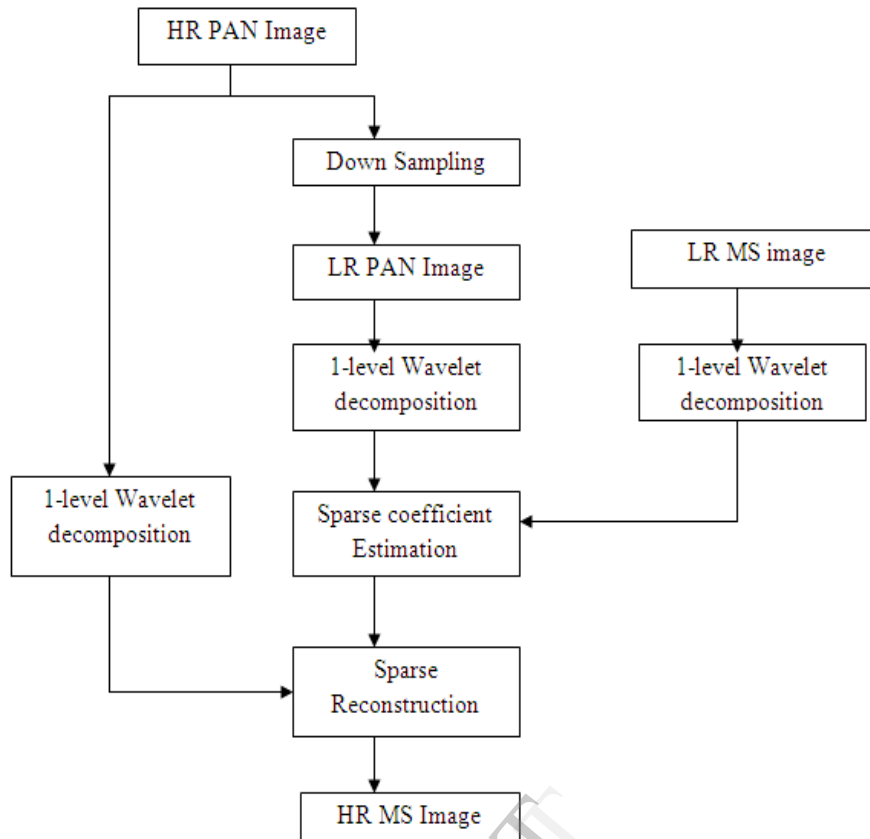 HR PAN Image
Down Sampling
LR PAN Image
LR MS image
1-level Wavelet
decomposition
1-level Wavelet
decomposition
1-level Wavelet
decomposition
Sparse coefficient
Estimation
Sparse
Reconstruction
HR MS Image